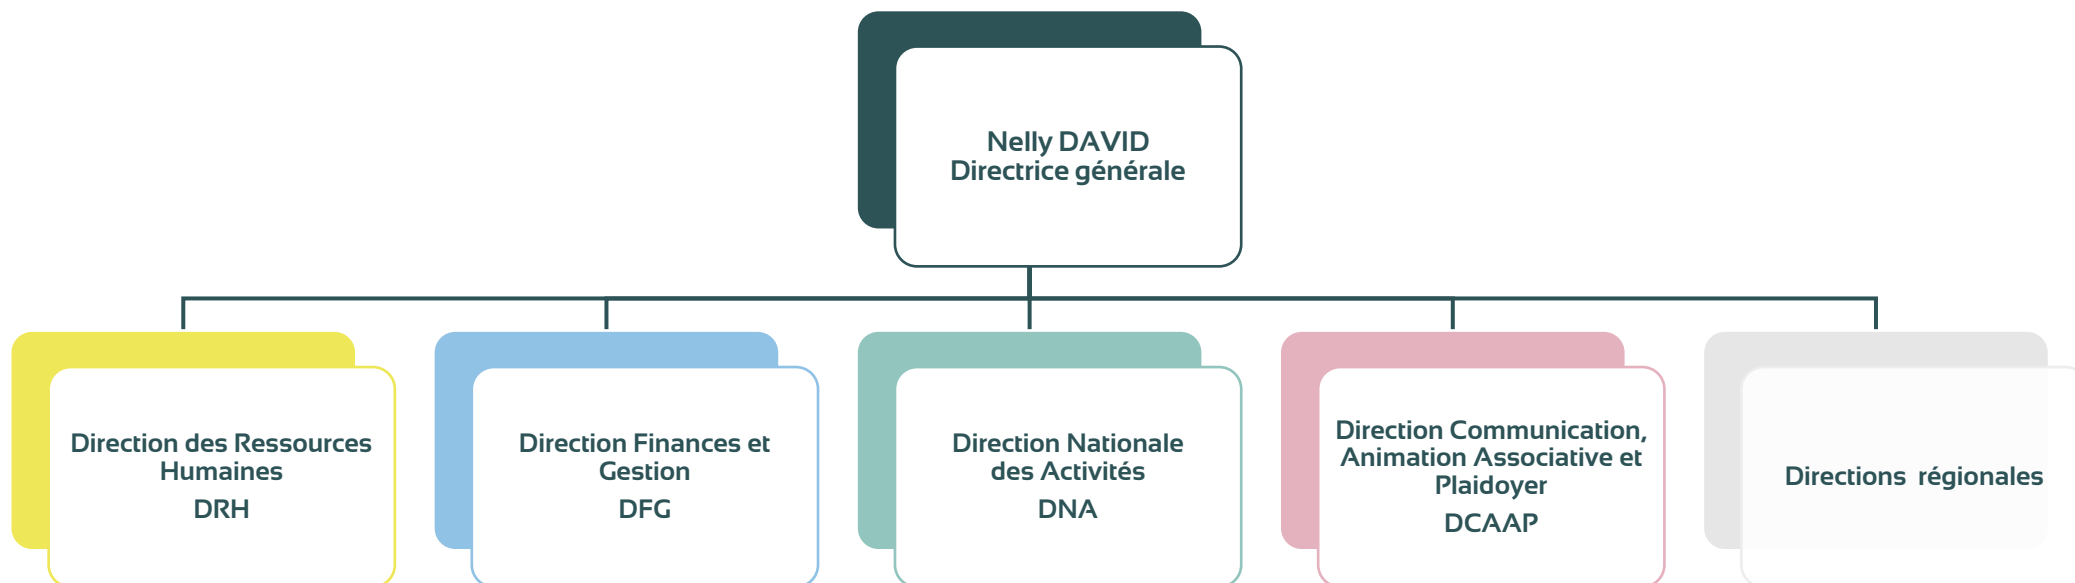 Nelly DAVID
Directrice générale
Direction des Ressources
Humaines
DRH
Direction Finances et
Gestion
DFG
Direction Nationale
des Activités
DNA
Direction Communication,
Animation Associative et
Plaidoyer
DCAAP
Directions régionales